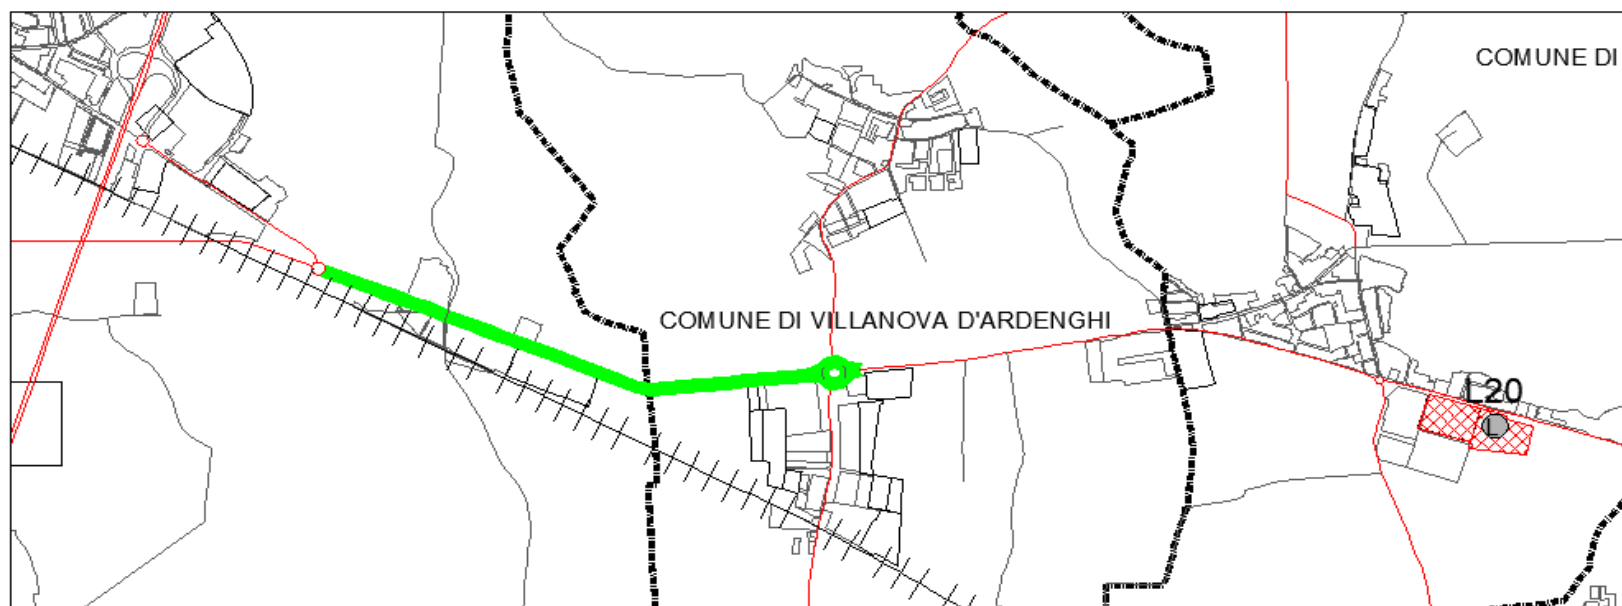 COMUNE DI
COMUNE DI VILLANOVA D'ARDENGHI
L20
L